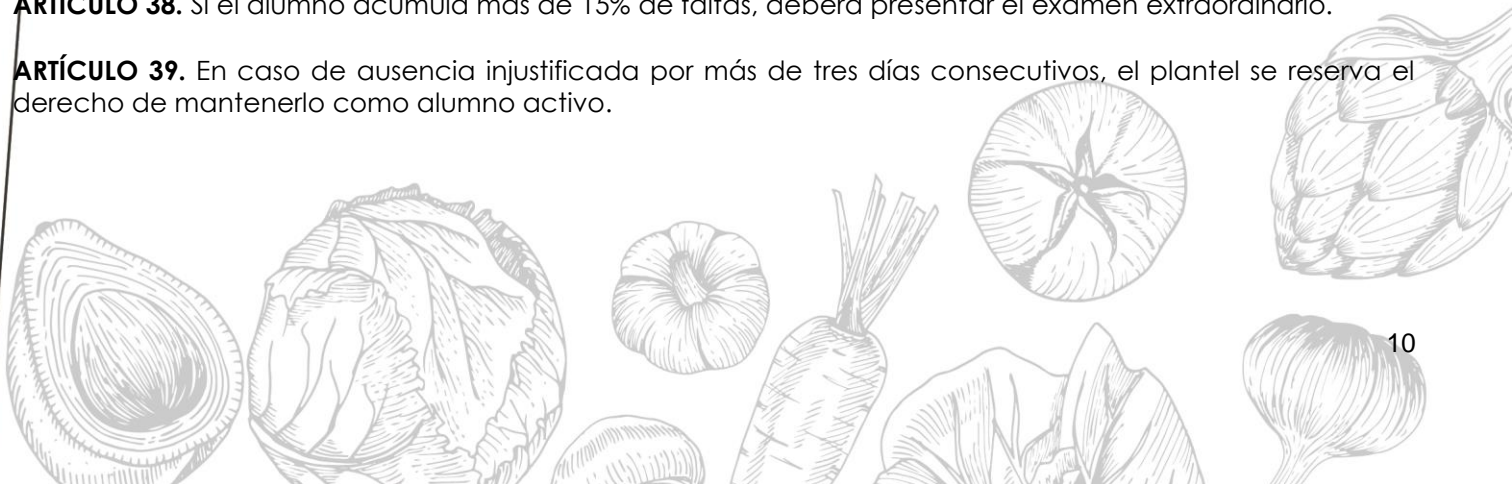 ARTÍCULO 38. Si el alumno acumula más de 15% de faltas, deberá presentar el examen extraordinario.
ARTÍCULO 39. En caso de ausencia injustificada por más de tres días consecutivos, el plantel se reserva el
derecho de mantenerlo como alumno activo.
10